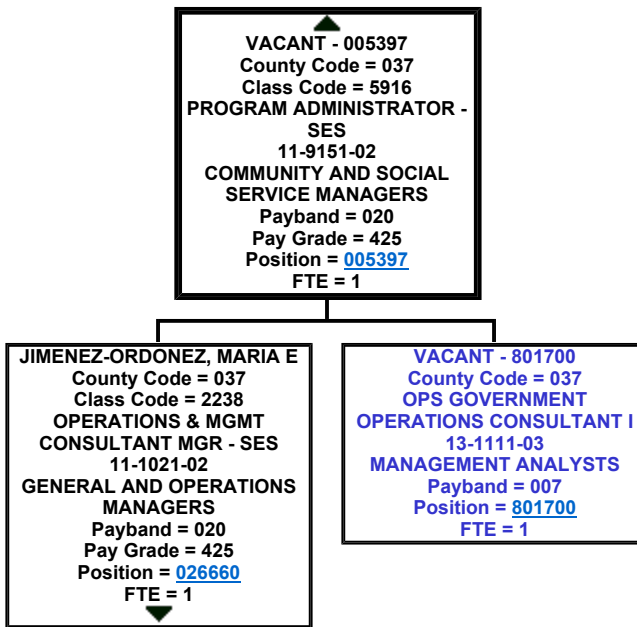 VACANT - 005397
County Code = 037
Class Code = 5916
PROGRAM ADMINISTRATOR -
SES
11-9151-02
COMMUNITY AND SOCIAL
SERVICE MANAGERS
Payband = 020
Pay Grade = 425
Position = 005397
FTE = 1
JIMENEZ-ORDONEZ, MARIA E
County Code = 037
Class Code = 2238
OPERATIONS & MGMT
CONSULTANT MGR - SES
11-1021-02
GENERAL AND OPERATIONS
MANAGERS
Payband = 020
Pay Grade = 425
Position = 026660
FTE = 1
VACANT - 801700
County Code = 037
OPS GOVERNMENT
OPERATIONS CONSULTANT I
13-1111-03
MANAGEMENT ANALYSTS
Payband = 007
Position = 801700
FTE = 1